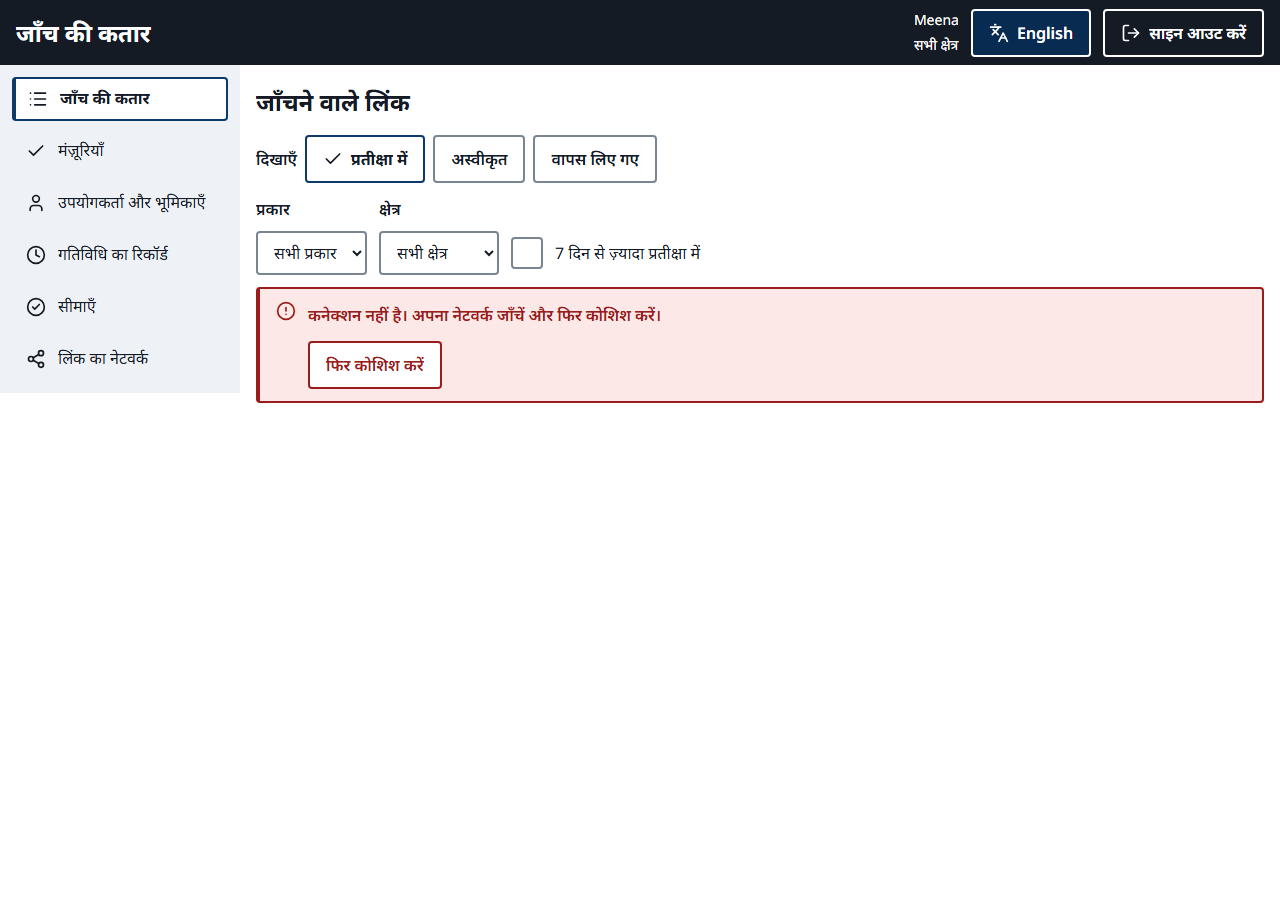 जाँच की कतार
Meena
सभी क्षेत्र
English
साइन आउट करें
जाँच की कतार
मंज़ूरियाँ
उपयोगकर्ता और भूमिकाएँ
गतिविधि का रिकॉर्ड
सीमाएँ
लिंक का नेटवर्क
जाँचने वाले लिंक
दिखाएँ
प्रतीक्षा में
अस्वीकृत
वापस लिए गए
प्रकार
क्षेत्र
सभी प्रकार
सभी क्षेत्र
7 दिन से ज़्यादा प्रतीक्षा में
कनेक्शन नहीं है। अपना नेटवर्क जाँचें और फिर कोशिश करें।
फिर कोशिश करें